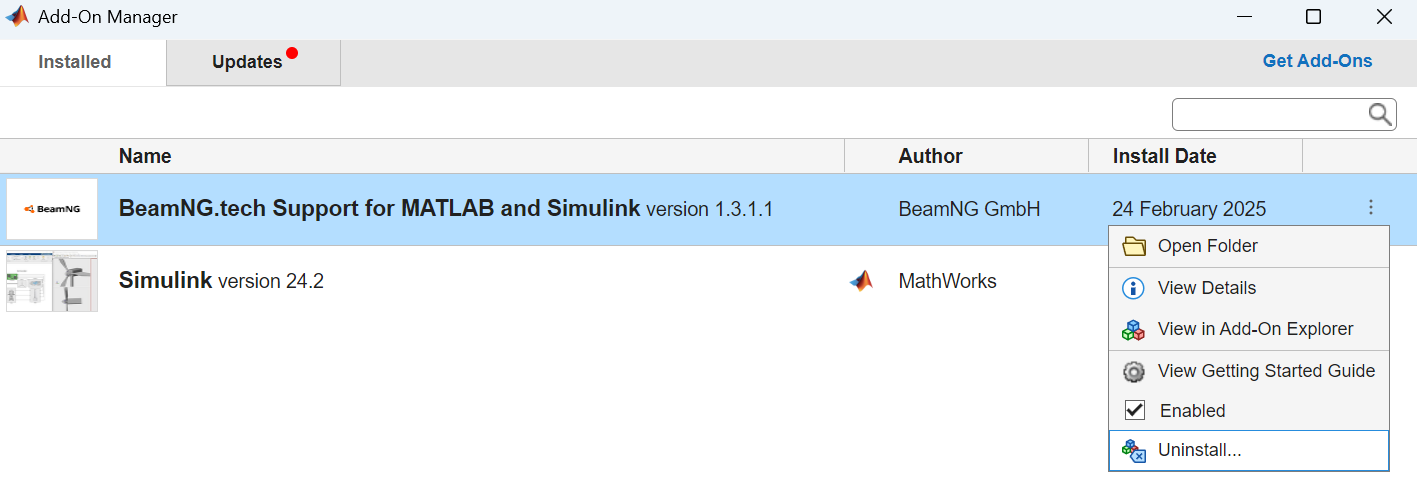 Add-On Manager
Installed
Updates
Get Add-Ons
Name
Author
Install Date
BeamNG
BeamNG.tech Support for MATLAB and Simulink version 1.3.1.1
BeamNG GmbH
24 February 2025
Simulink version 24.2
MathWorks
Open Folder
View Details
View in Add-On Explorer
View Getting Started Guide
Enabled
Uninstall...